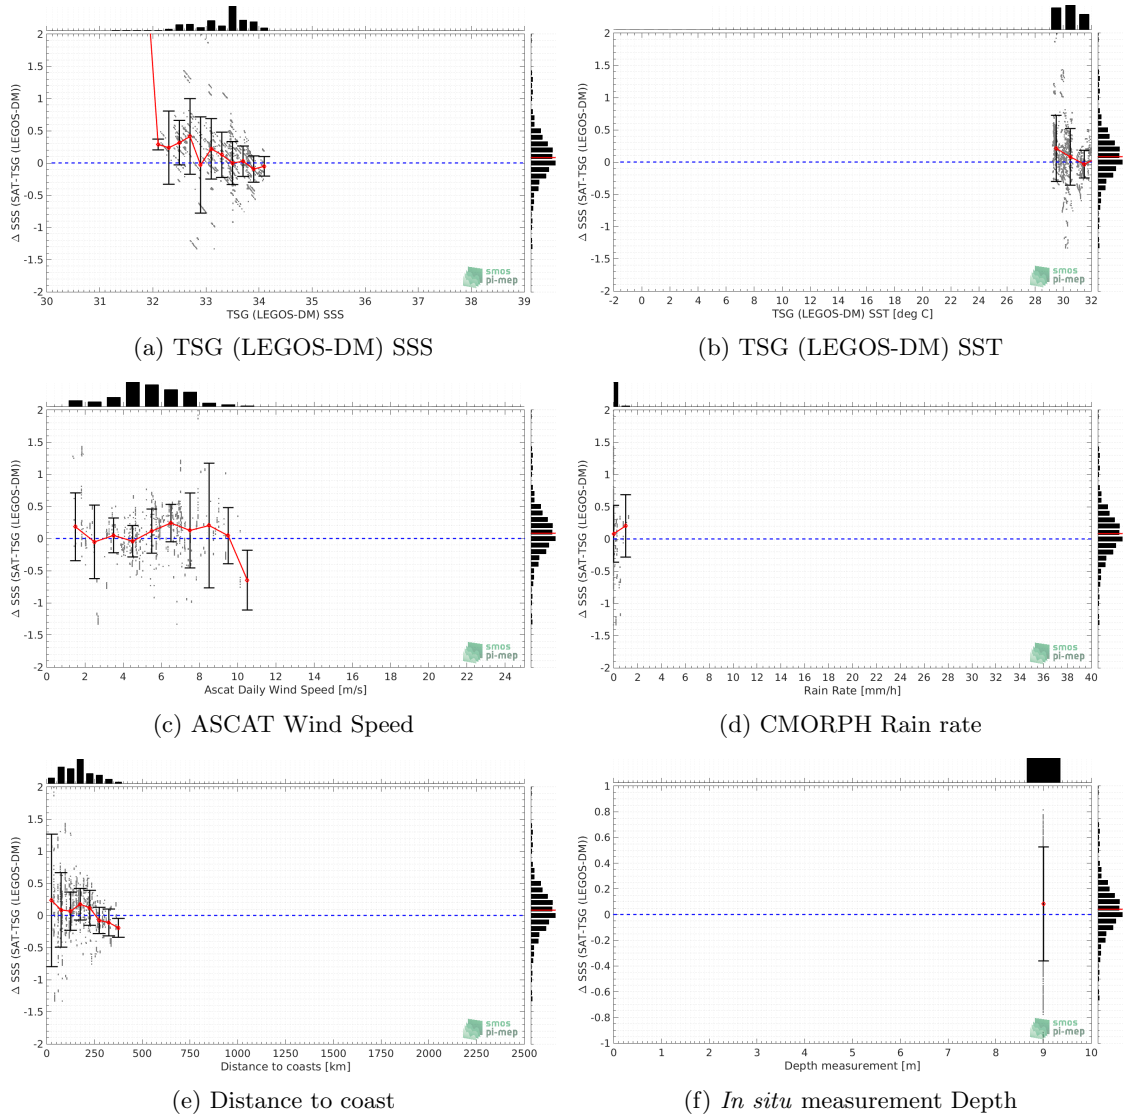 2
1.5
1
0.5
0
-0.5
-1
-1.5
-2
Δ SSS (SAT-TSG (LEGOS-DM))
smos
pi-mep
30 31 32 33 34 35 36 37 38 39
TSG (LEGOS-DM) SSS
(a) TSG (LEGOS-DM) SSS
2
1.5
1
0.5
0
-0.5
-1
-1.5
-2
Δ SSS (SAT-TSG (LEGOS-DM))
smos
pi-mep
-2 0 2 4 6 8 10 12 14 16 18 20 22 24 26 28 30 32
TSG (LEGOS-DM) SST [deg C]
(b) TSG (LEGOS-DM) SST
2
1.5
1
0.5
0
-0.5
-1
-1.5
-2
Δ SSS (SAT-TSG (LEGOS-DM))
smos
pi-mep
0 2 4 6 8 10 12 14 16 18 20 22 24
Ascat Daily Wind Speed [m/s]
(c) ASCAT Wind Speed
2
1.5
1
0.5
0
-0.5
-1
-1.5
-2
Δ SSS (SAT-TSG (LEGOS-DM))
smos
pi-mep
0 2 4 6 8 10 12 14 16 18 20 22 24 26 28 30 32 34 36 38 40
Rain Rate [mm/h]
(d) CMORPH Rain rate
2
1.5
1
0.5
0
-0.5
-1
-1.5
-2
Δ SSS (SAT-TSG (LEGOS-DM))
smos
pi-mep
0 250 500 750 1000 1250 1500 1750 2000 2250 2500
Distance to coasts [km]
(e) Distance to coast
1
0.8
0.6
0.4
0.2
0
-0.2
-0.4
-0.6
-0.8
-1
Δ SSS (SAT-TSG (LEGOS-DM))
smos
pi-mep
0 1 2 3 4 5 6 7 8 9 10
Depth measurement [m]
(f) In situ measurement Depth